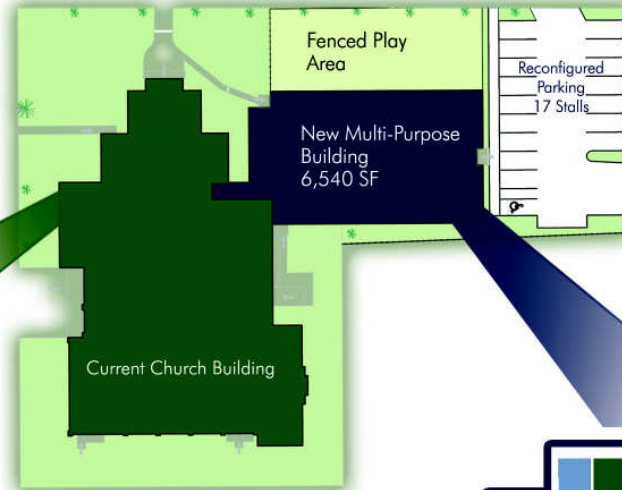 Fenced Play
Area
Reconfigured
Parking
17 Stalls
New Multi-Purpose
Building
6,540 SF
Current Church Building